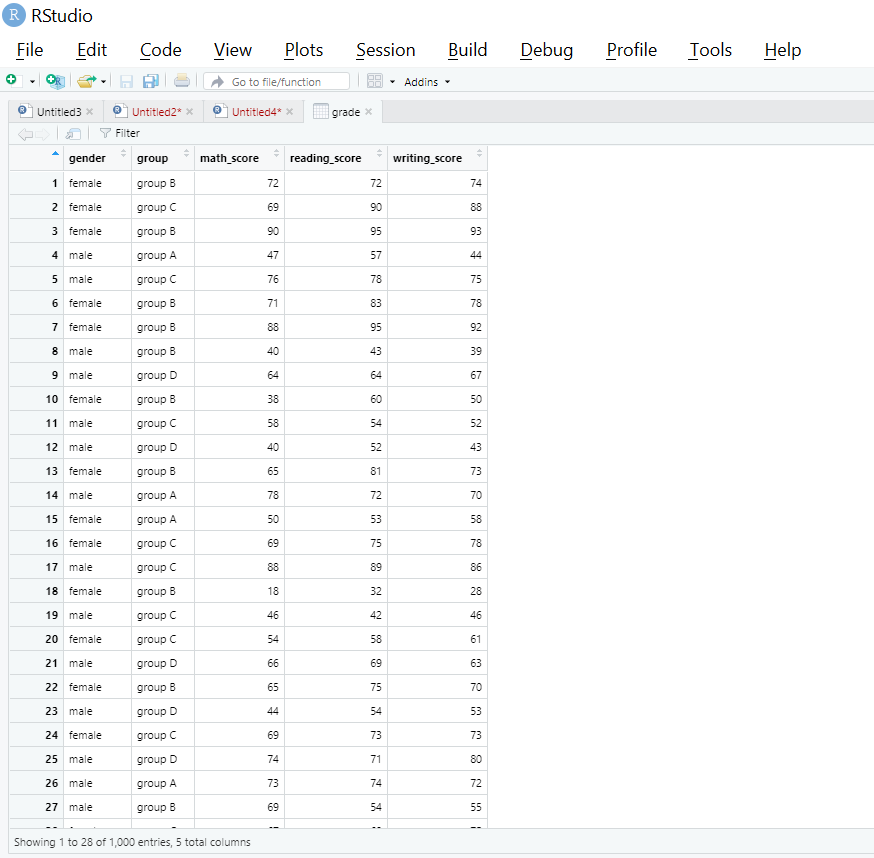 R RStudio
File Edit Code View Plots Session Build Debug Profile Tools Help
Go to file/function Addins
Untitled3 Untitled2* Untitled4* grade
Filter
gender group math_score reading_score writing_score
1 female group B 72 72 74
2 female group C 69 90 88
3 female group B 90 95 93
4 male group A 47 57 44
5 male group C 76 78 75
6 female group B 71 83 78
7 female group B 88 95 92
8 male group B 40 43 39
9 male group D 64 64 67
10 female group B 38 60 50
11 male group C 58 54 52
12 male group D 40 52 43
13 female group B 65 81 73
14 male group A 78 72 70
15 female group A 50 53 58
16 female group C 69 75 78
17 male group C 88 89 86
18 female group B 18 32 28
19 male group C 46 42 46
20 female group C 54 58 61
21 male group D 66 69 63
22 female group B 65 75 70
23 male group D 44 54 53
24 female group C 69 73 73
25 male group D 74 71 80
26 male group A 73 74 72
27 male group B 69 54 55
Showing 1 to 28 of 1,000 entries, 5 total columns